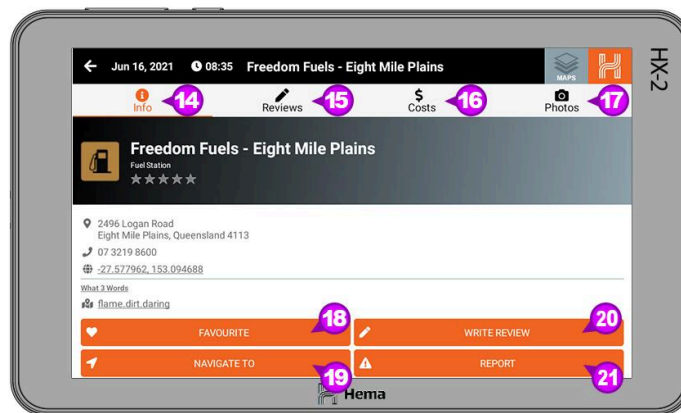 HX-2
Jun 16, 2021 08:35 Freedom Fuels - Eight Mile Plains
MAPS
14 15 16 17
Info Reviews $ Costs Photos
Freedom Fuels - Eight Mile Plains
Fuel Station
2496 Logan Road
Eight Mile Plains, Queensland 4113
07 3219 8600
-27.577962, 153.094688
What 3 Words
flame.dirt.daring
18 20
FAVOURITE WRITE REVIEW
NAVIGATE TO REPORT
19 21
Hema